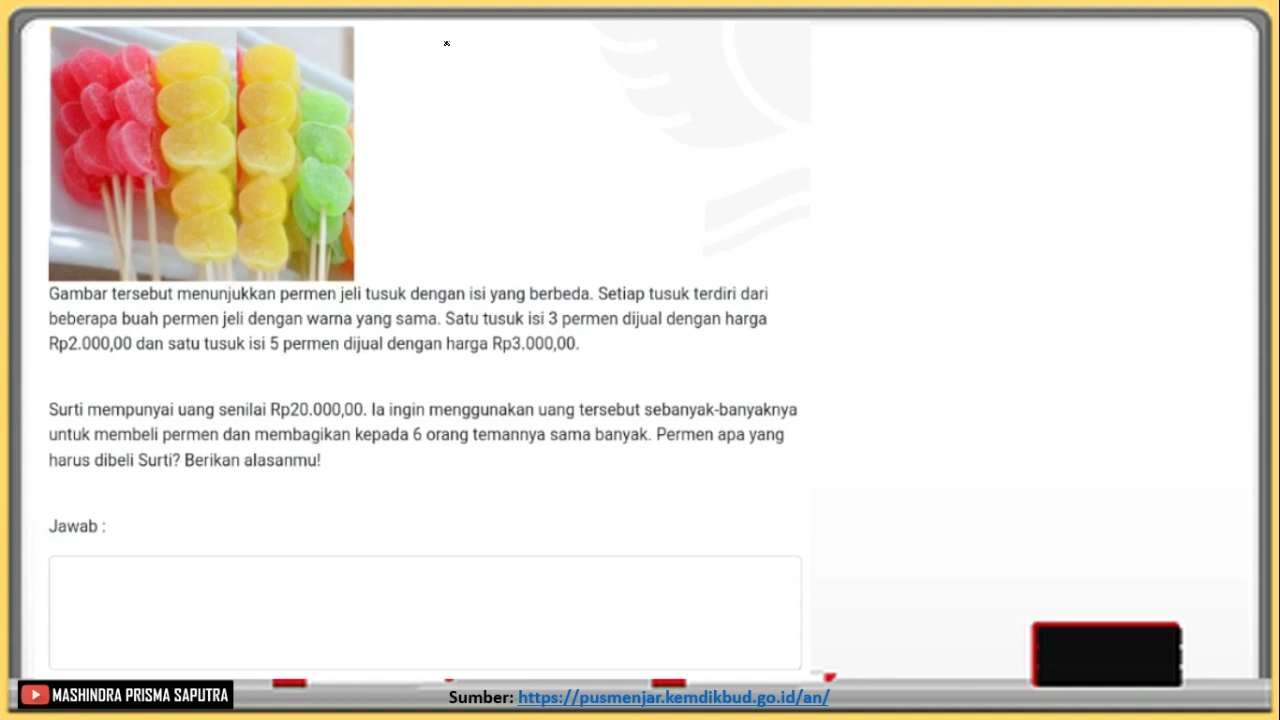 Gambar tersebut menunjukkan permen jeli tusuk dengan isi yang berbeda. Setiap tusuk terdiri dari
beberapa buah permen jeli dengan warna yang sama. Satu tusuk isi 3 permen dijual dengan harga
Rp2.000,00 dan satu tusuk isi 5 permen dijual dengan harga Rp3.000,00.
Surti mempunyai uang senilai Rp20.000,00. Ia ingin menggunakan uang tersebut sebanyak-banyaknya
untuk membeli permen dan membagikan kepada 6 orang temannya sama banyak. Permen apa yang
harus dibeli Surti? Berikan alasanmu!
Jawab :
MASHINDRA PRISMA SAPUTRA
Sumber: https://pusmenjar.kemdikbud.go.id/an/